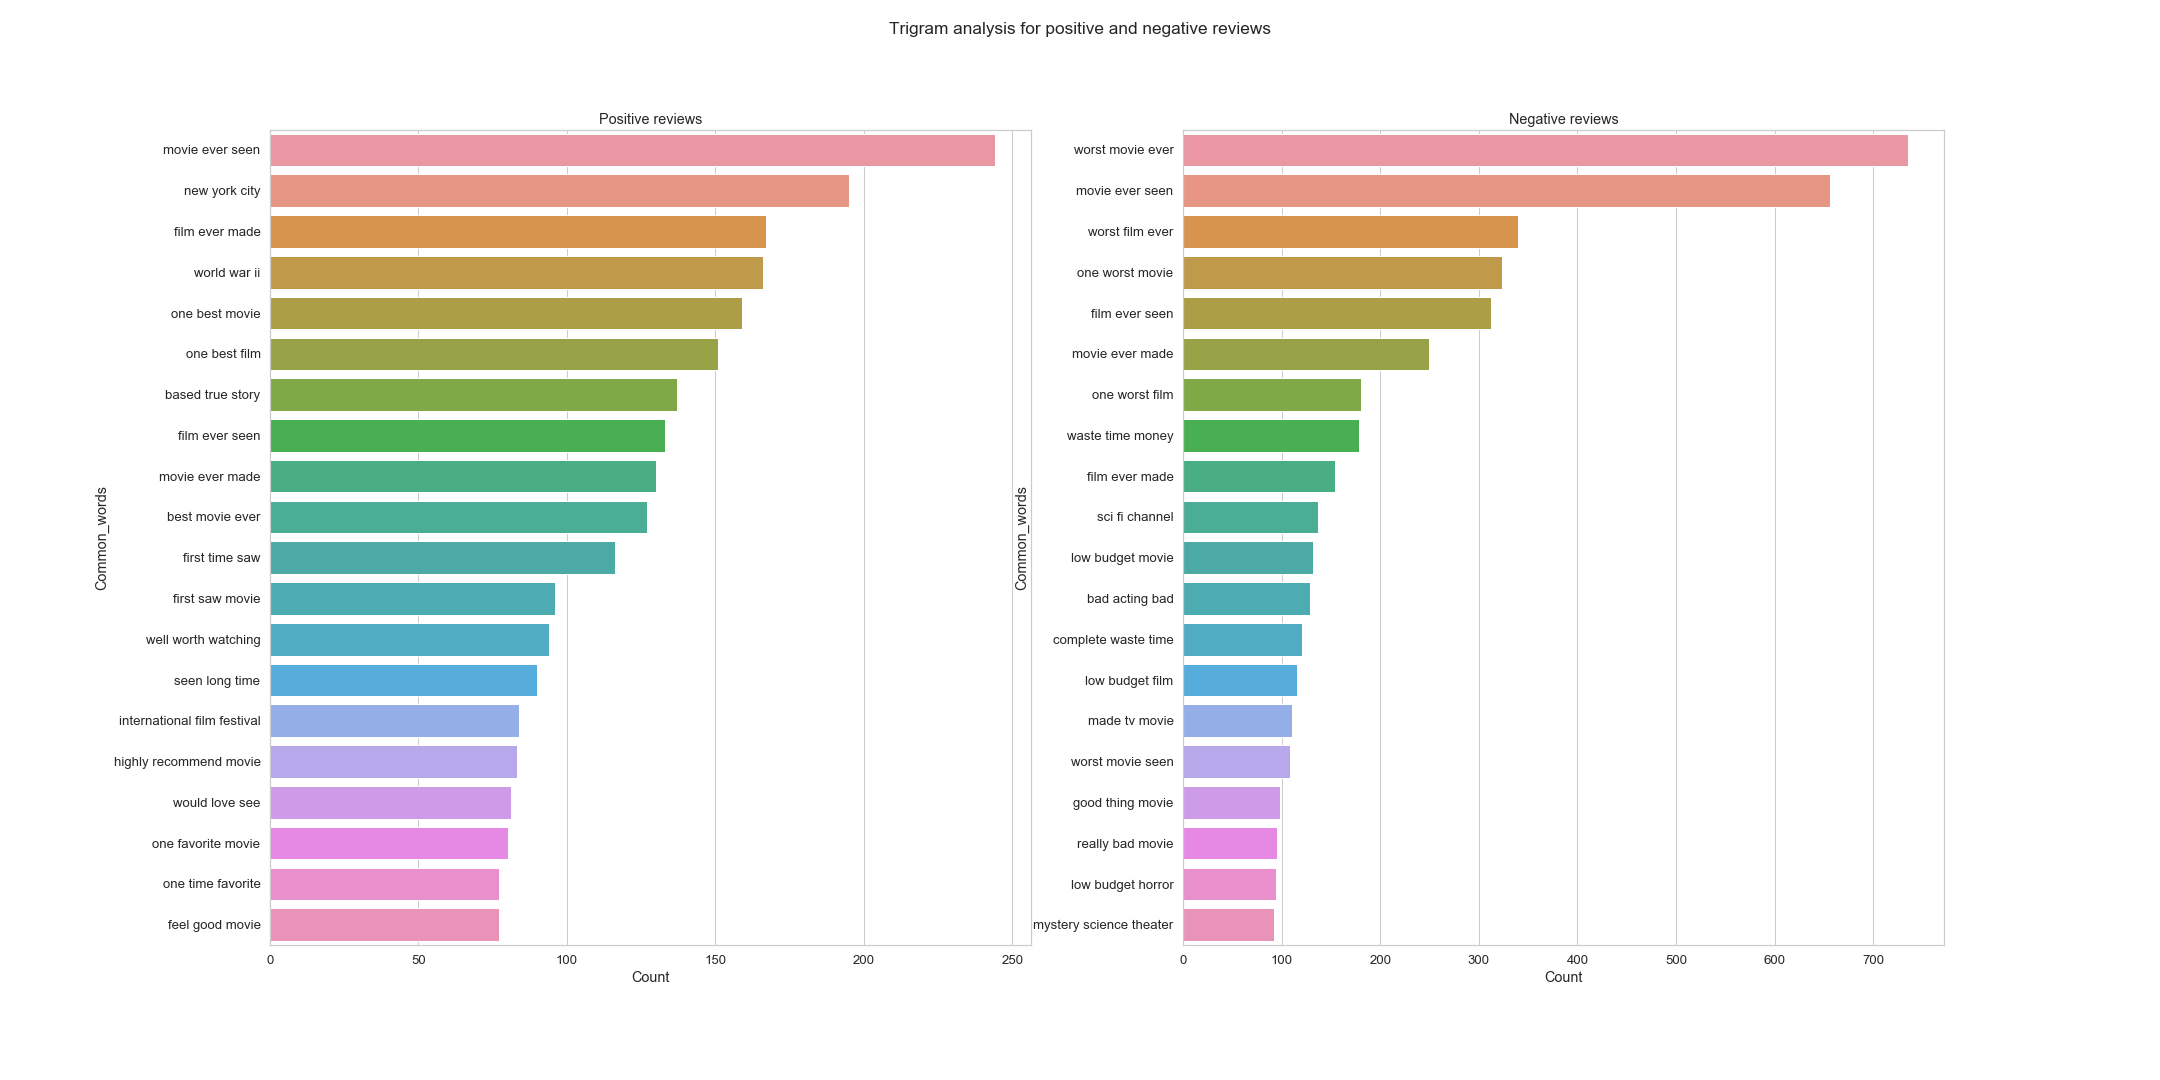 Trigram analysis for positive and negative reviews
Positive reviews
Common_words
movie ever seen
new york city
film ever made
world war ii
one best movie
one best film
based true story
film ever seen
movie ever made
best movie ever
first time saw
first saw movie
well worth watching
seen long time
international film festival
highly recommend movie
would love see
one favorite movie
one time favorite
feel good movie
0 50 100 150 200 250
Count
Negative reviews
Common_words
worst movie ever
movie ever seen
worst film ever
one worst movie
film ever seen
movie ever made
one worst film
waste time money
film ever made
sci fi channel
low budget movie
bad acting bad
complete waste time
low budget film
made tv movie
worst movie seen
good thing movie
really bad movie
low budget horror
mystery science theater
0 100 200 300 400 500 600 700
Count